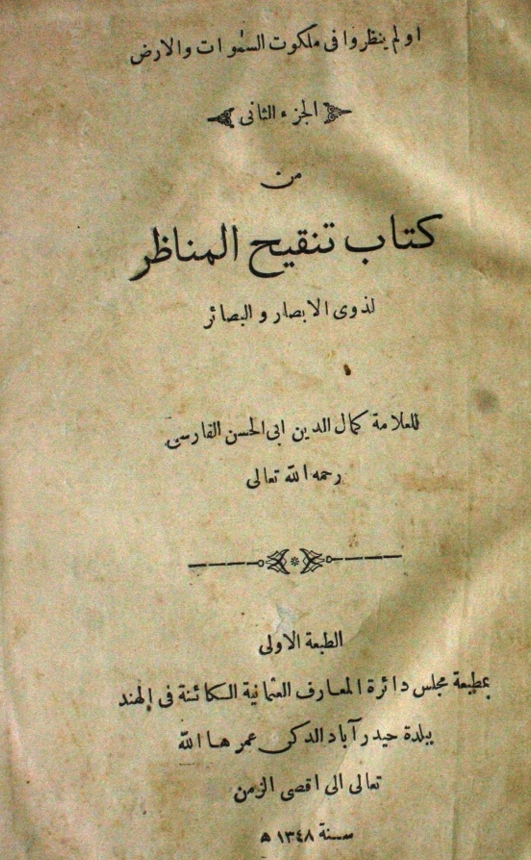 اولم ينظروا فى ملكوت السموات والارض
الجزء الثانى
من
كتاب تنقيح المناظر
لذوى الابصار و البصائر
للعلامة كمال الدين ابى الحسن الفارسى
رحمه الله تعالى
الطبعة الاولى
بمطبعة مجلس دائرة المعارف العثمانية الكائنة فى الهند
ببلدة حيدرآباد الدكن عمرها الله
تعالى الى اقصى الزمن
سنة ١٣٤٨ ھ